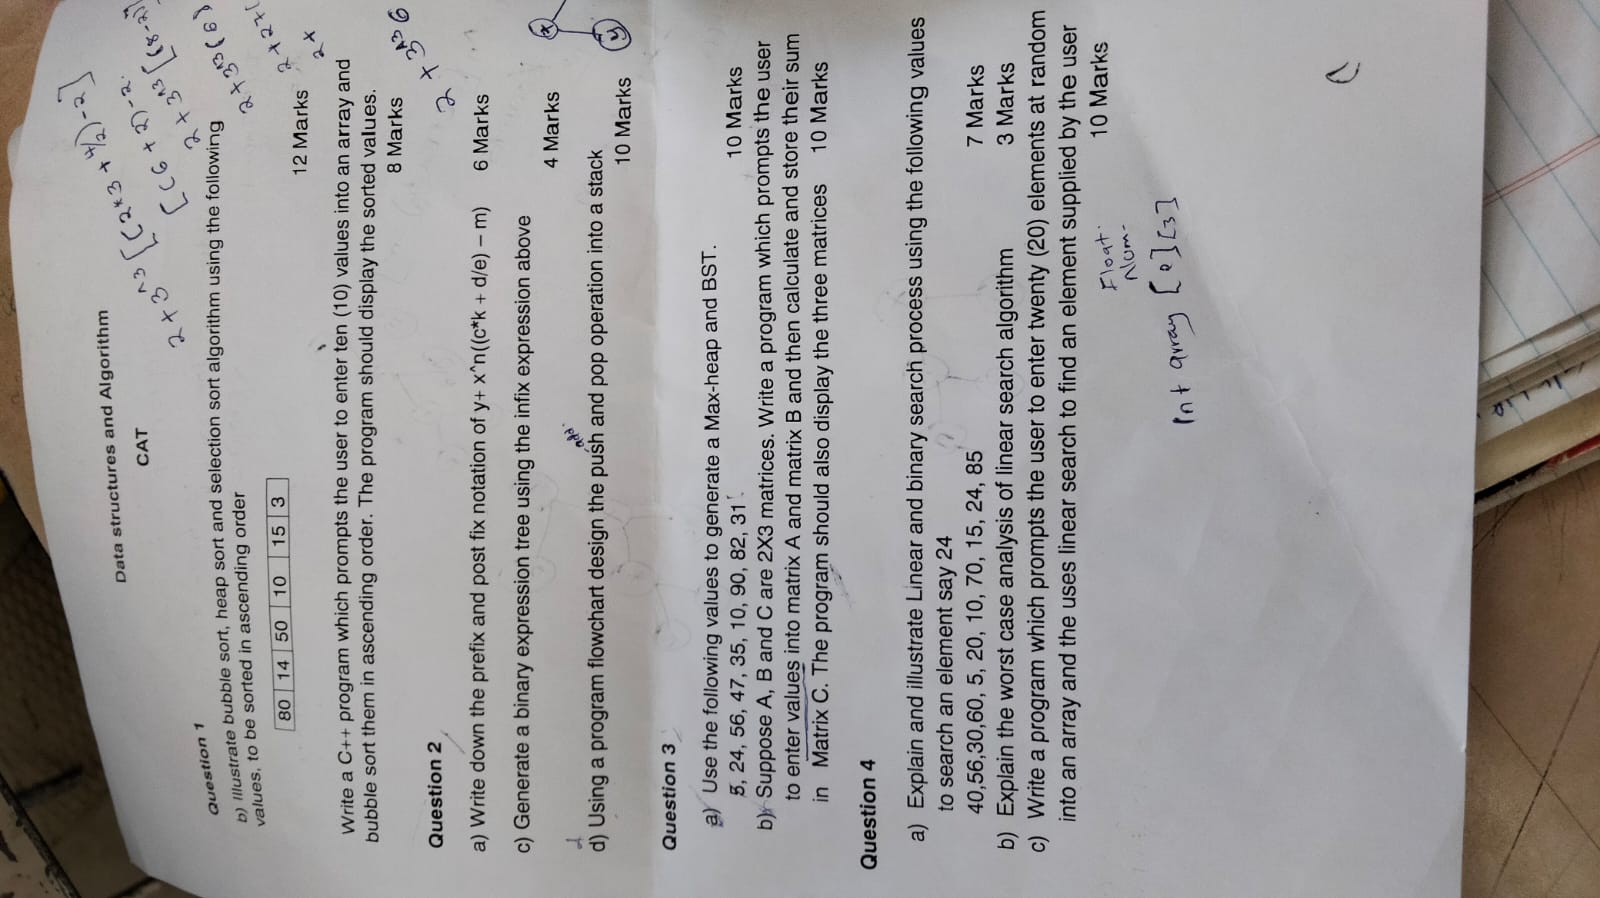 Data structures and Algorithm
CAT
Question 1
b) Illustrate bubble sort, heap sort and selection sort algorithm using the following
values, to be sorted in ascending order
80 14 50 10 15 3
12 Marks
Write a C++ program which prompts the user to enter ten (10) values into an array and
bubble sort them in ascending order. The program should display the sorted values.
8 Marks
Question 2
a) Write down the prefix and post fix notation of y+ x^n((c*k + d/e) – m) 6 Marks
c) Generate a binary expression tree using the infix expression above
4 Marks
d) Using a program flowchart design the push and pop operation into a stack
10 Marks
Question 3
a) Use the following values to generate a Max-heap and BST.
5, 24, 56, 47, 35, 10, 90, 82, 31 10 Marks
b) Suppose A, B and C are 2X3 matrices. Write a program which prompts the user
to enter values into matrix A and matrix B and then calculate and store their sum
in Matrix C. The program should also display the three matrices 10 Marks
Question 4
a) Explain and illustrate Linear and binary search process using the following values
to search an element say 24
40,56,30,60, 5, 20, 10, 70, 15, 24, 85 7 Marks
b) Explain the worst case analysis of linear search algorithm 3 Marks
c) Write a program which prompts the user to enter twenty (20) elements at random
into an array and the uses linear search to find an element supplied by the user
10 Marks
2 + 3^3 [(2*3 + 4/2) - 2]
[(6 + 2) - 2
2 + 3^3 [(8-2)]
2 + 3^3 (6)
2 + 27(
2 +
2 + 3^3 6
x
y
add.
Float.
Num-
int array [2][3]